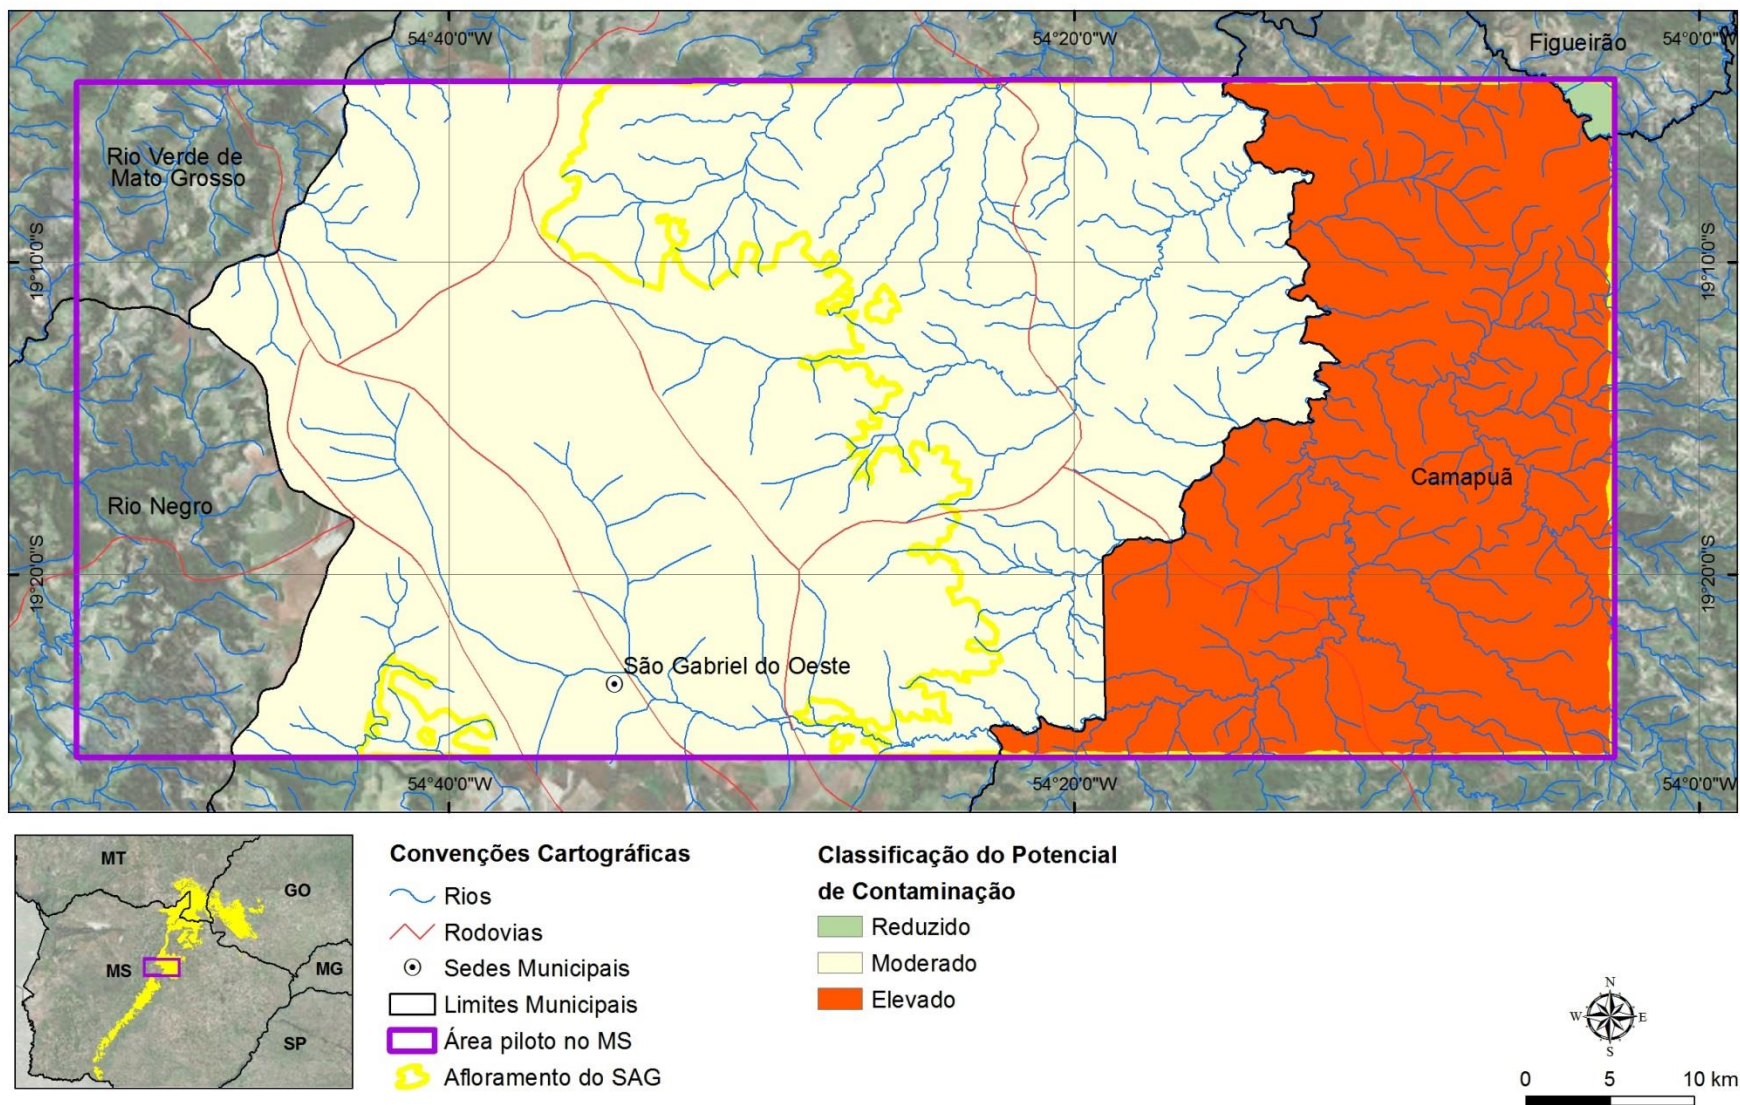 54°40'0"W
54°20'0"W
Figueirão
54°0'0"W
Rio Verde de
Mato Grosso
19°10'0"S
19°10'0"S
Camapuã
Rio Negro
19°20'0"S
19°20'0"S
São Gabriel do Oeste
54°40'0"W
54°20'0"W
54°0'0"W
MT
GO
MS
MG
SP
Convenções Cartográficas
Rios
Rodovias
Sedes Municipais
Limites Municipais
Área piloto no MS
Afloramento do SAG
Classificação do Potencial
de Contaminação
Reduzido
Moderado
Elevado
N
W
E
S
0 5 10 km